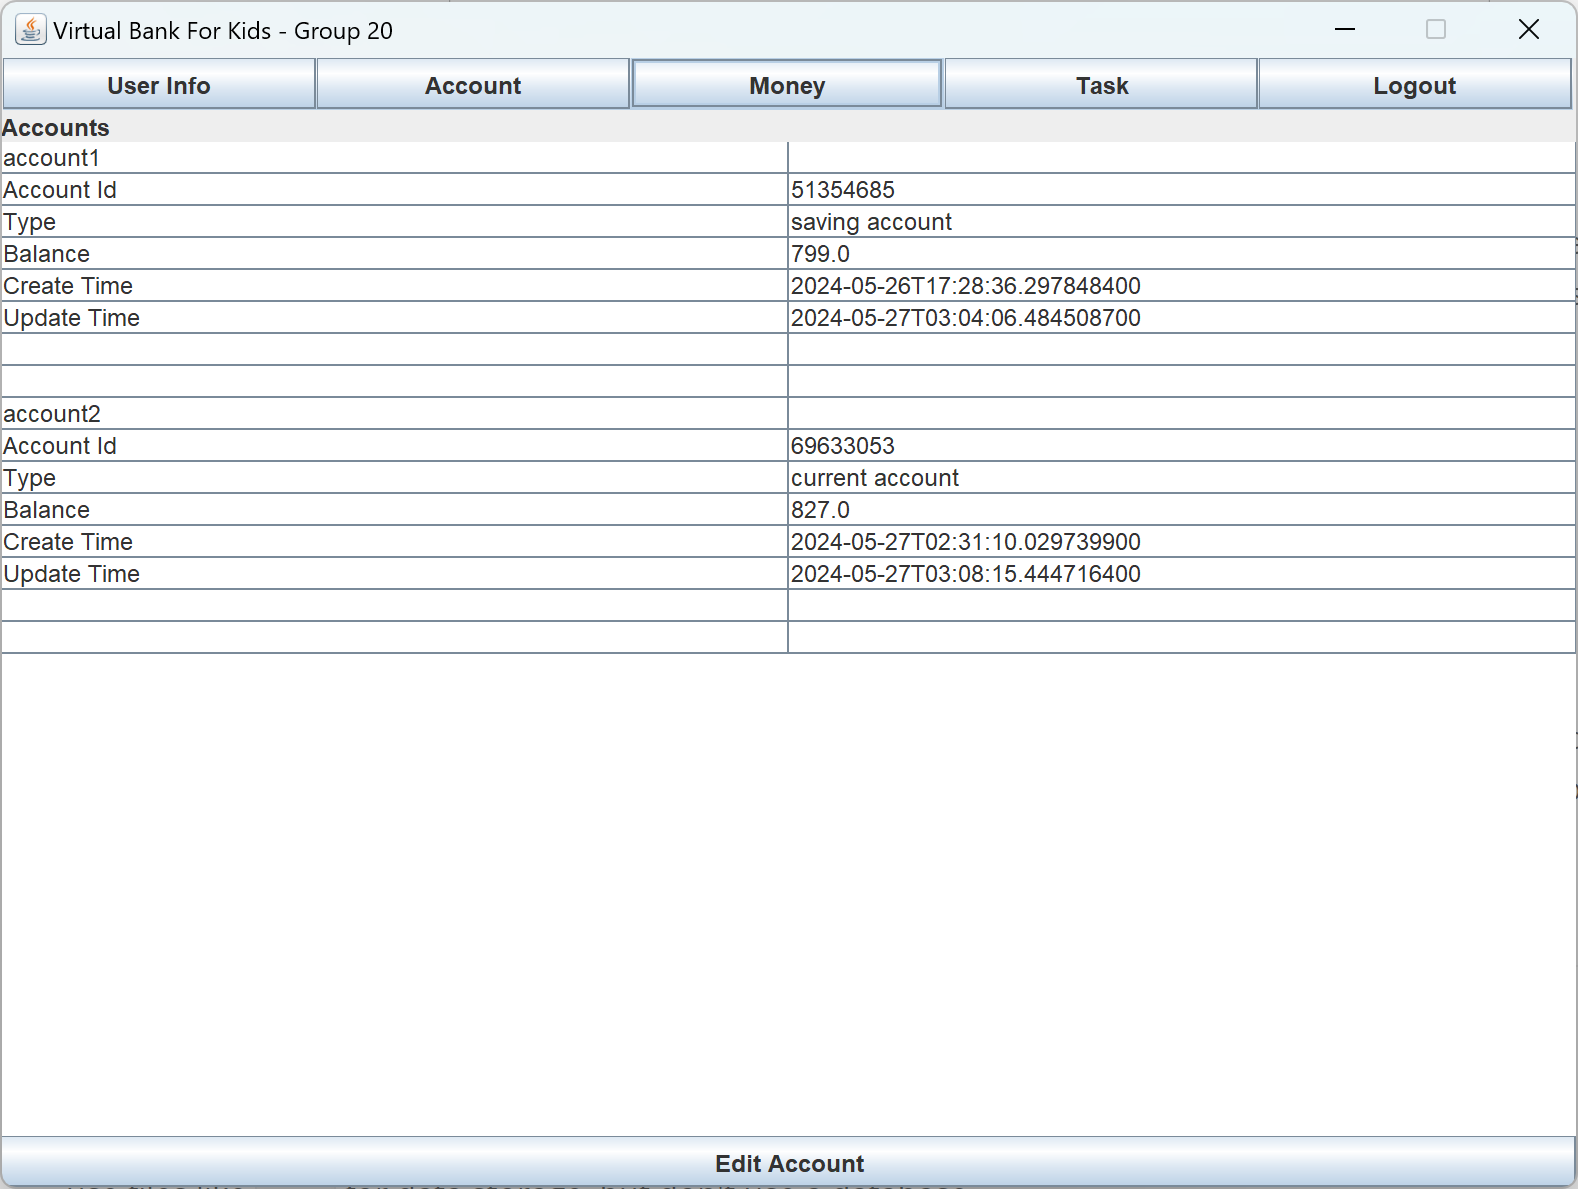 Virtual Bank For Kids - Group 20
User Info Account Money Task Logout
Accounts
account1
Account Id 51354685
Type saving account
Balance 799.0
Create Time 2024-05-26T17:28:36.297848400
Update Time 2024-05-27T03:04:06.484508700
account2
Account Id 69633053
Type current account
Balance 827.0
Create Time 2024-05-27T02:31:10.029739900
Update Time 2024-05-27T03:08:15.444716400
Edit Account